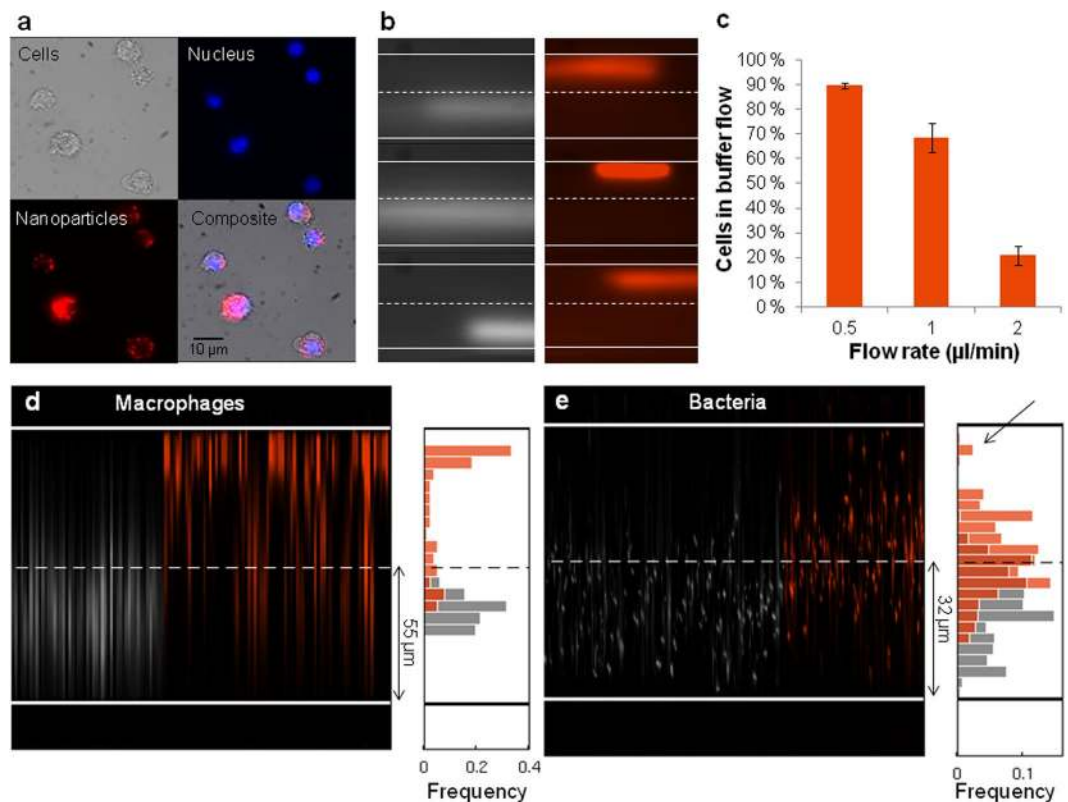 a
Cells
Nucleus
Nanoparticles
Composite
10 µm
b
c
Cells in buffer flow
100 %
90 %
80 %
70 %
60 %
50 %
40 %
30 %
20 %
10 %
0 %
0.5
1
2
Flow rate (µl/min)
d
Macrophages
55 µm
0
0.2
0.4
Frequency
e
Bacteria
32 µm
0
0.1
Frequency